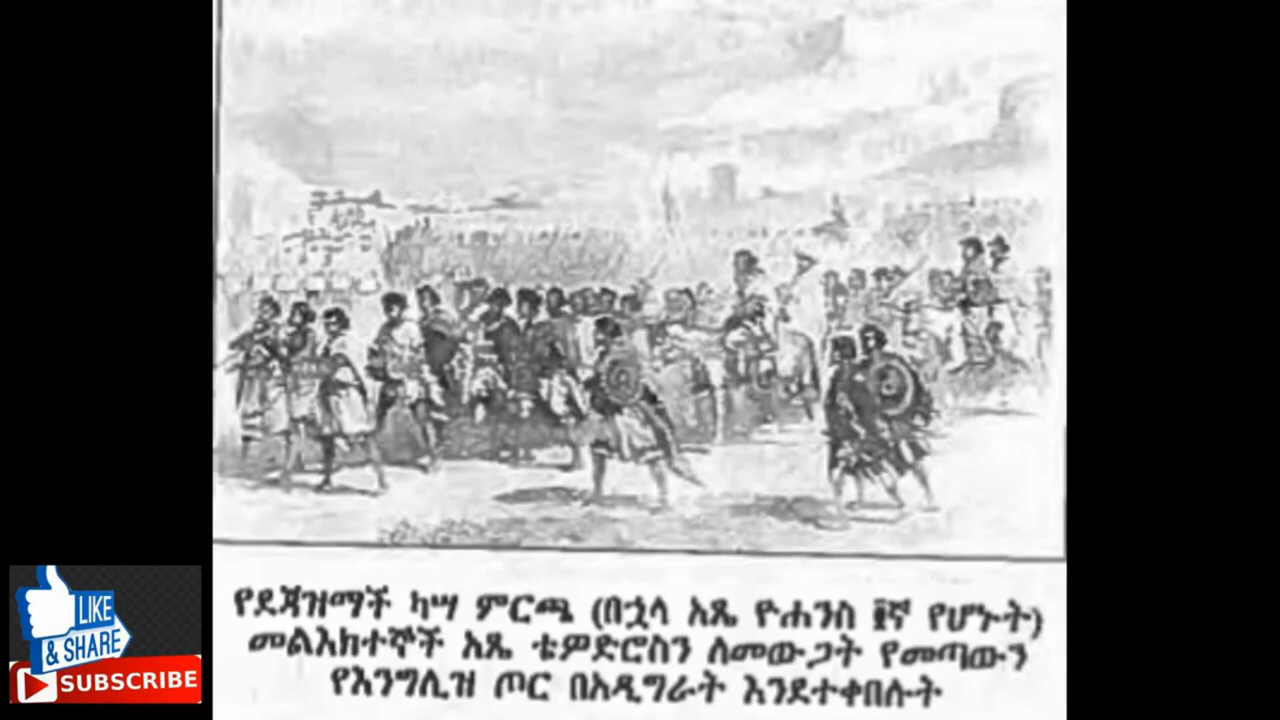 የደጃዝማች ካሣ ምርጫ (በኋላ አጼ ዮሐንስ ፬ኛ የሆኑት)
መልእክተኞች አጼ ቴዎድሮስን ለመውጋት የመጣውን
የእንግሊዝ ጦር በአዲግራት እንደተቀበሉት
LIKE
& SHARE
SUBSCRIBE